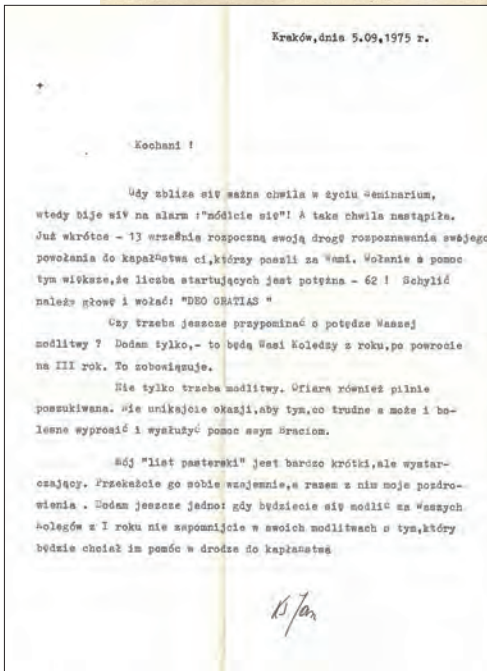 Kraków,dnia 5.09.1975 r.
+
Kochani !
Gdy zbliża się ważna chwila w życiu Seminarium,
wtedy bije się na alarm :"módlcie się"! A taka chwila nastąpiła.
Już wkrótce - 13 września rozpoczną swoją drogę rozpoznawania swojego
powołania do kapłaństwa ci,którzy poszli za Wami. Wołanie o pomoc
tym większe,że liczba startujących jest potężna - 62 ! Schylić
należy głowę i wołać: "DEO GRATIAS "
Czy trzeba jeszcze przypominać o potędze Waszej
modlitwy ? Dodam tylko,- to będą Wasi Koledzy z roku,po powrocie
na III rok. To zobowiązuje.
Nie tylko trzeba modlitwy. Ofiara również pilnie
poszukiwana. Nie unikajcie okazji,aby tym,co trudne a może i bo-
lesne wyprosić i wysłużyć pomoc swym Braciom.
Mój "list pasterski" jest bardzo krótki,ale wystar-
czający. Przekażcie go sobie wzajemnie,a razem z nim moje pozdro-
wienia . Dodam jeszcze jedno: gdy będziecie się modlić za Waszych
Kolegów z I roku nie zapomnijcie w swoich modlitwach o tym,który
będzie chciał im pomóc w drodze do kapłaństwa
Ks Jan